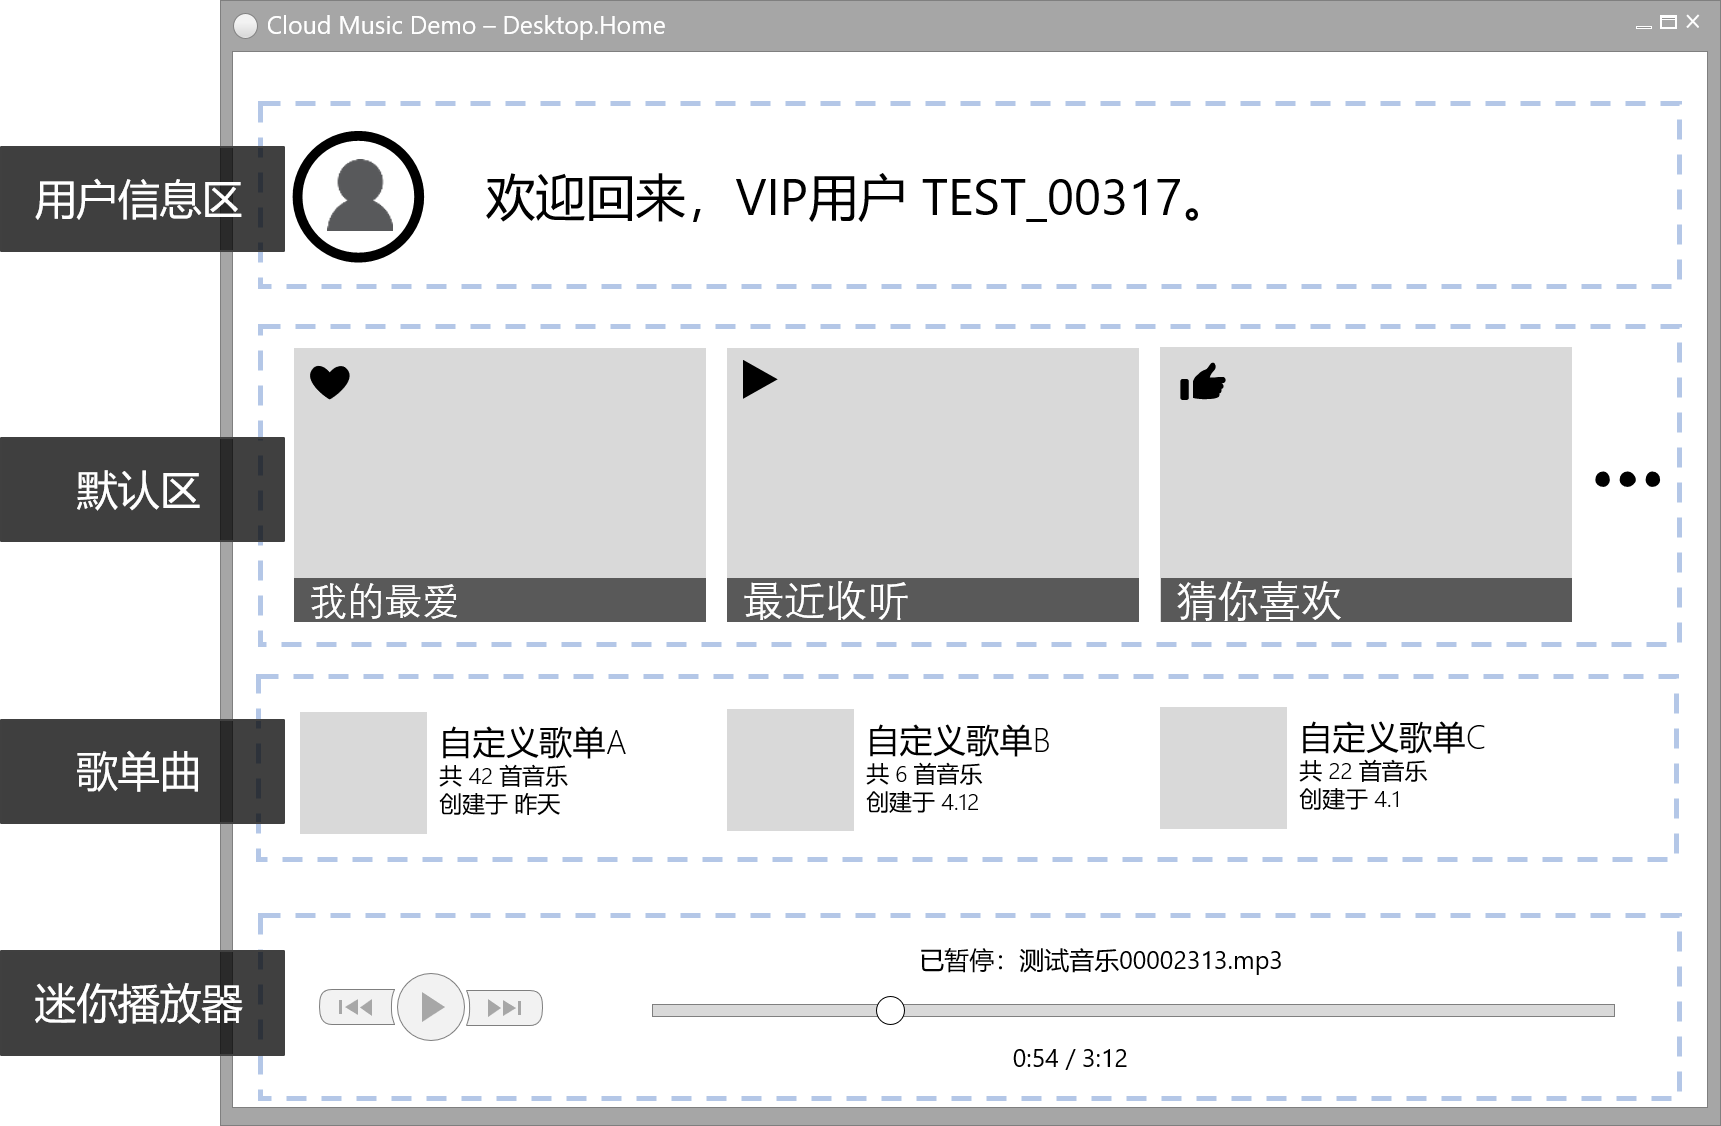 Cloud Music Demo – Desktop.Home
用户信息区
欢迎回来，VIP用户 TEST_00317。
默认区
我的最爱
最近收听
猜你喜欢
歌单曲
自定义歌单A
共 42 首音乐
创建于 昨天
自定义歌单B
共 6 首音乐
创建于 4.12
自定义歌单C
共 22 首音乐
创建于 4.1
迷你播放器
已暂停：测试音乐00002313.mp3
0:54 / 3:12